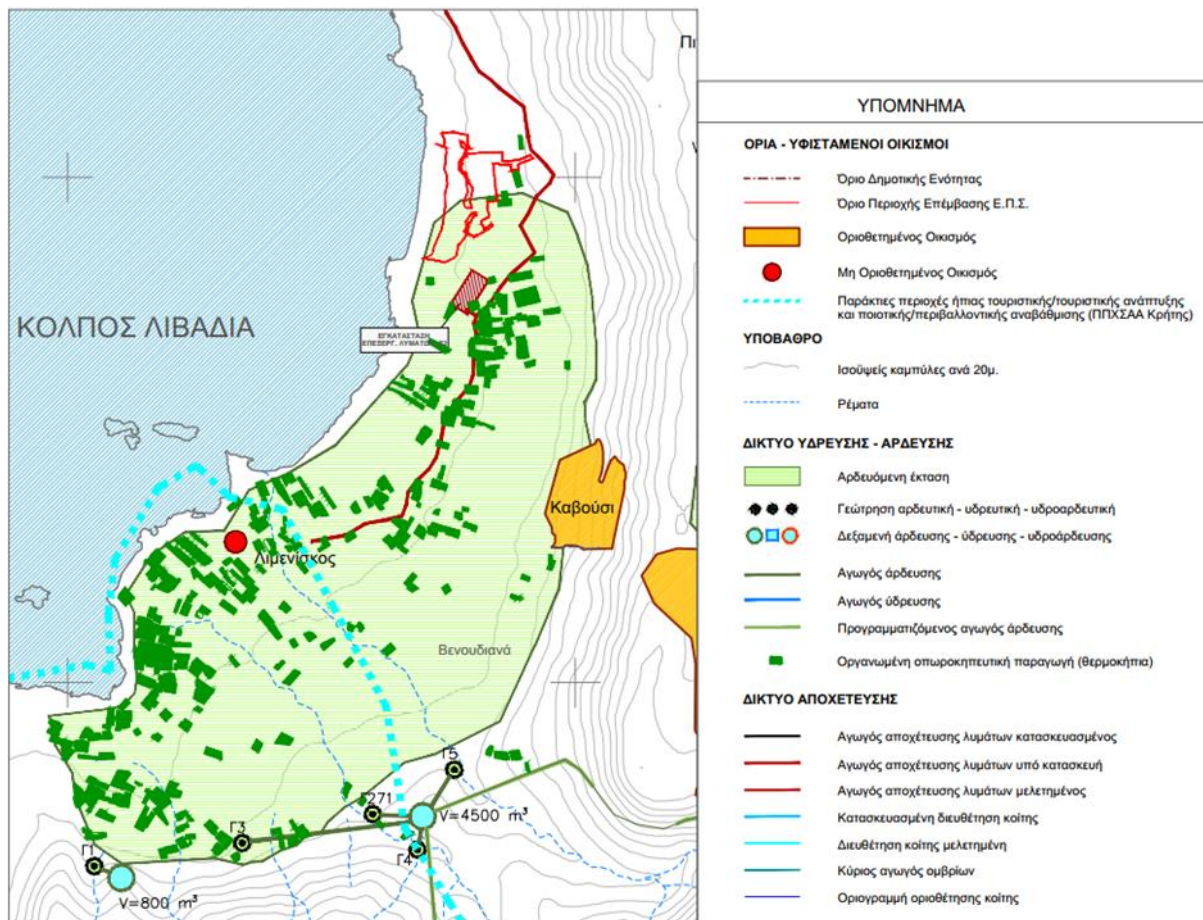 ΚΟΛΠΟΣ ΛΙΒΑΔΙΑ
ΕΓΚΑΤΑΣΤΑΣΗ
ΕΠΕΞΕΡΓ. ΛΥΜΑΤΩΝ
Καβούσι
Λιμενίσκος
Βενουδιανά
Γ5
Γ271
V=4500 m³
Γ3
Γ4
Γ1
V=800 m³
ΥΠΟΜΝΗΜΑ
ΟΡΙΑ - ΥΦΙΣΤΑΜΕΝΟΙ ΟΙΚΙΣΜΟΙ
Όριο Δημοτικής Ενότητας
Όριο Περιοχής Επέμβασης Ε.Π.Σ.
Οριοθετημένος Οικισμός
Μη Οριοθετημένος Οικισμός
Παράκτιες περιοχές ήπιας τουριστικής/τουριστικής ανάπτυξης
και ποιοτικής/περιβαλλοντικής αναβάθμισης (ΠΠΧΣΑΑ Κρήτης)
ΥΠΟΒΑΘΡΟ
Ισοϋψείς καμπύλες ανά 20μ.
Ρέματα
ΔΙΚΤΥΟ ΥΔΡΕΥΣΗΣ - ΑΡΔΕΥΣΗΣ
Αρδευόμενη έκταση
Γεώτρηση αρδευτική - υδρευτική - υδροαρδευτική
Δεξαμενή άρδευσης - ύδρευσης - υδροάρδευσης
Αγωγός άρδευσης
Αγωγός ύδρευσης
Προγραμματιζόμενος αγωγός άρδευσης
Οργανωμένη οπωροκηπευτική παραγωγή (θερμοκήπια)
ΔΙΚΤΥΟ ΑΠΟΧΕΤΕΥΣΗΣ
Αγωγός αποχέτευσης λυμάτων κατασκευασμένος
Αγωγός αποχέτευσης λυμάτων υπό κατασκευή
Αγωγός αποχέτευσης λυμάτων μελετημένος
Κατασκευασμένη διευθέτηση κοίτης
Διευθέτηση κοίτης μελετημένη
Κύριος αγωγός ομβρίων
Οριογραμμή οριοθέτησης κοίτης